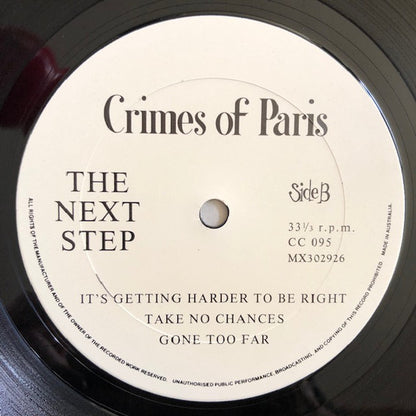 Crimes of Paris
THE
NEXT
STEP
Side B
33⅓ r.p.m.
CC 095
MX302926
IT'S GETTING HARDER TO BE RIGHT
TAKE NO CHANCES
GONE TOO FAR
ALL RIGHTS OF THE MANUFACTURER AND OF THE OWNER OF THE RECORDED WORK RESERVED. UNAUTHORISED PUBLIC PERFORMANCE, BROADCASTING, AND COPYING OF THIS RECORD PROHIBITED. MADE IN AUSTRALIA.